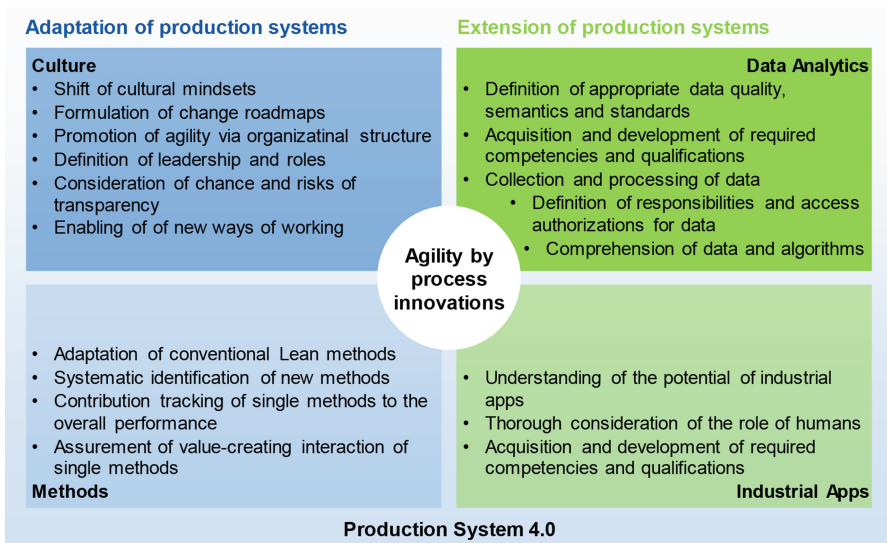 Adaptation of production systems
Extension of production systems
Culture
• Shift of cultural mindsets
• Formulation of change roadmaps
• Promotion of agility via organizatinal structure
• Definition of leadership and roles
• Consideration of chance and risks of
transparency
• Enabling of of new ways of working
Data Analytics
• Definition of appropriate data quality,
semantics and standards
• Acquisition and development of required
competencies and qualifications
• Collection and processing of data
• Definition of responsibilities and access
authorizations for data
• Comprehension of data and algorithms
Agility by
process
innovations
• Adaptation of conventional Lean methods
• Systematic identification of new methods
• Contribution tracking of single methods to the
overall performance
• Assurement of value-creating interaction of
single methods
Methods
• Understanding of the potential of industrial
apps
• Thorough consideration of the role of humans
• Acquisition and development of required
competencies and qualifications
Industrial Apps
Production System 4.0